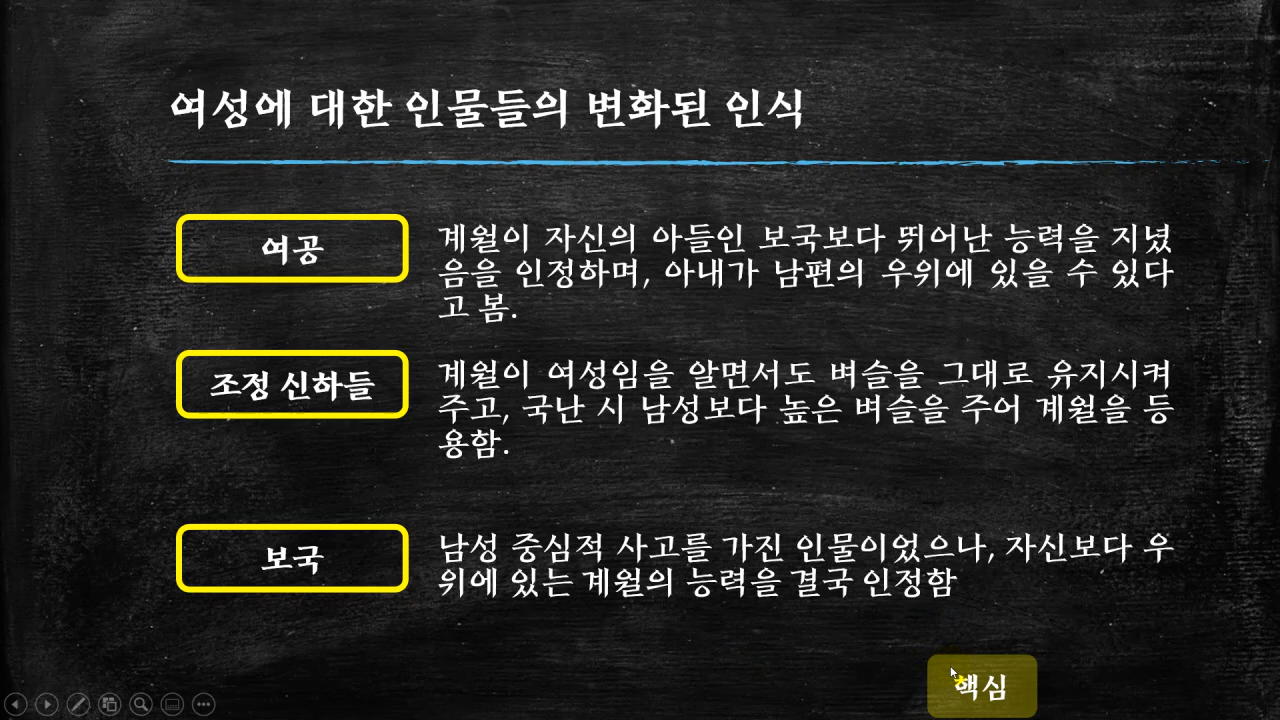 여성에 대한 인물들의 변화된 인식
여공
계월이 자신의 아들인 보국보다 뛰어난 능력을 지녔
음을 인정하며, 아내가 남편의 우위에 있을 수 있다
고 봄.
조정 신하들
계월이 여성임을 알면서도 벼슬을 그대로 유지시켜
주고, 국난 시 남성보다 높은 벼슬을 주어 계월을 등
용함.
보국
남성 중심적 사고를 가진 인물이었으나, 자신보다 우
위에 있는 계월의 능력을 결국 인정함
핵심